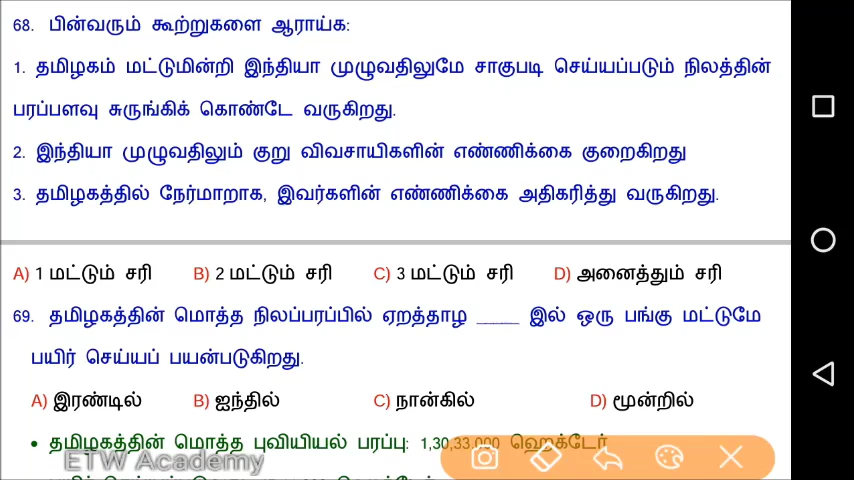 68. பின்வரும் கூற்றுகளை ஆராய்க:
1. தமிழகம் மட்டுமின்றி இந்தியா முழுவதிலுமே சாகுபடி செய்யப்படும் நிலத்தின்
பரப்பளவு சுருங்கிக் கொண்டே வருகிறது.
2. இந்தியா முழுவதிலும் குறு விவசாயிகளின் எண்ணிக்கை குறைகிறது
3. தமிழகத்தில் நேர்மாறாக, இவர்களின் எண்ணிக்கை அதிகரித்து வருகிறது.
A) 1 மட்டும் சரி B) 2 மட்டும் சரி C) 3 மட்டும் சரி D) அனைத்தும் சரி
69. தமிழகத்தின் மொத்த நிலப்பரப்பில் ஏறத்தாழ _____ இல் ஒரு பங்கு மட்டுமே
பயிர் செய்யப் பயன்படுகிறது.
A) இரண்டில் B) ஐந்தில் C) நான்கில் D) மூன்றில்
• தமிழகத்தின் மொத்த புவியியல் பரப்பு: 1,30,33,000 ஹெக்டேர்
ETW Academy